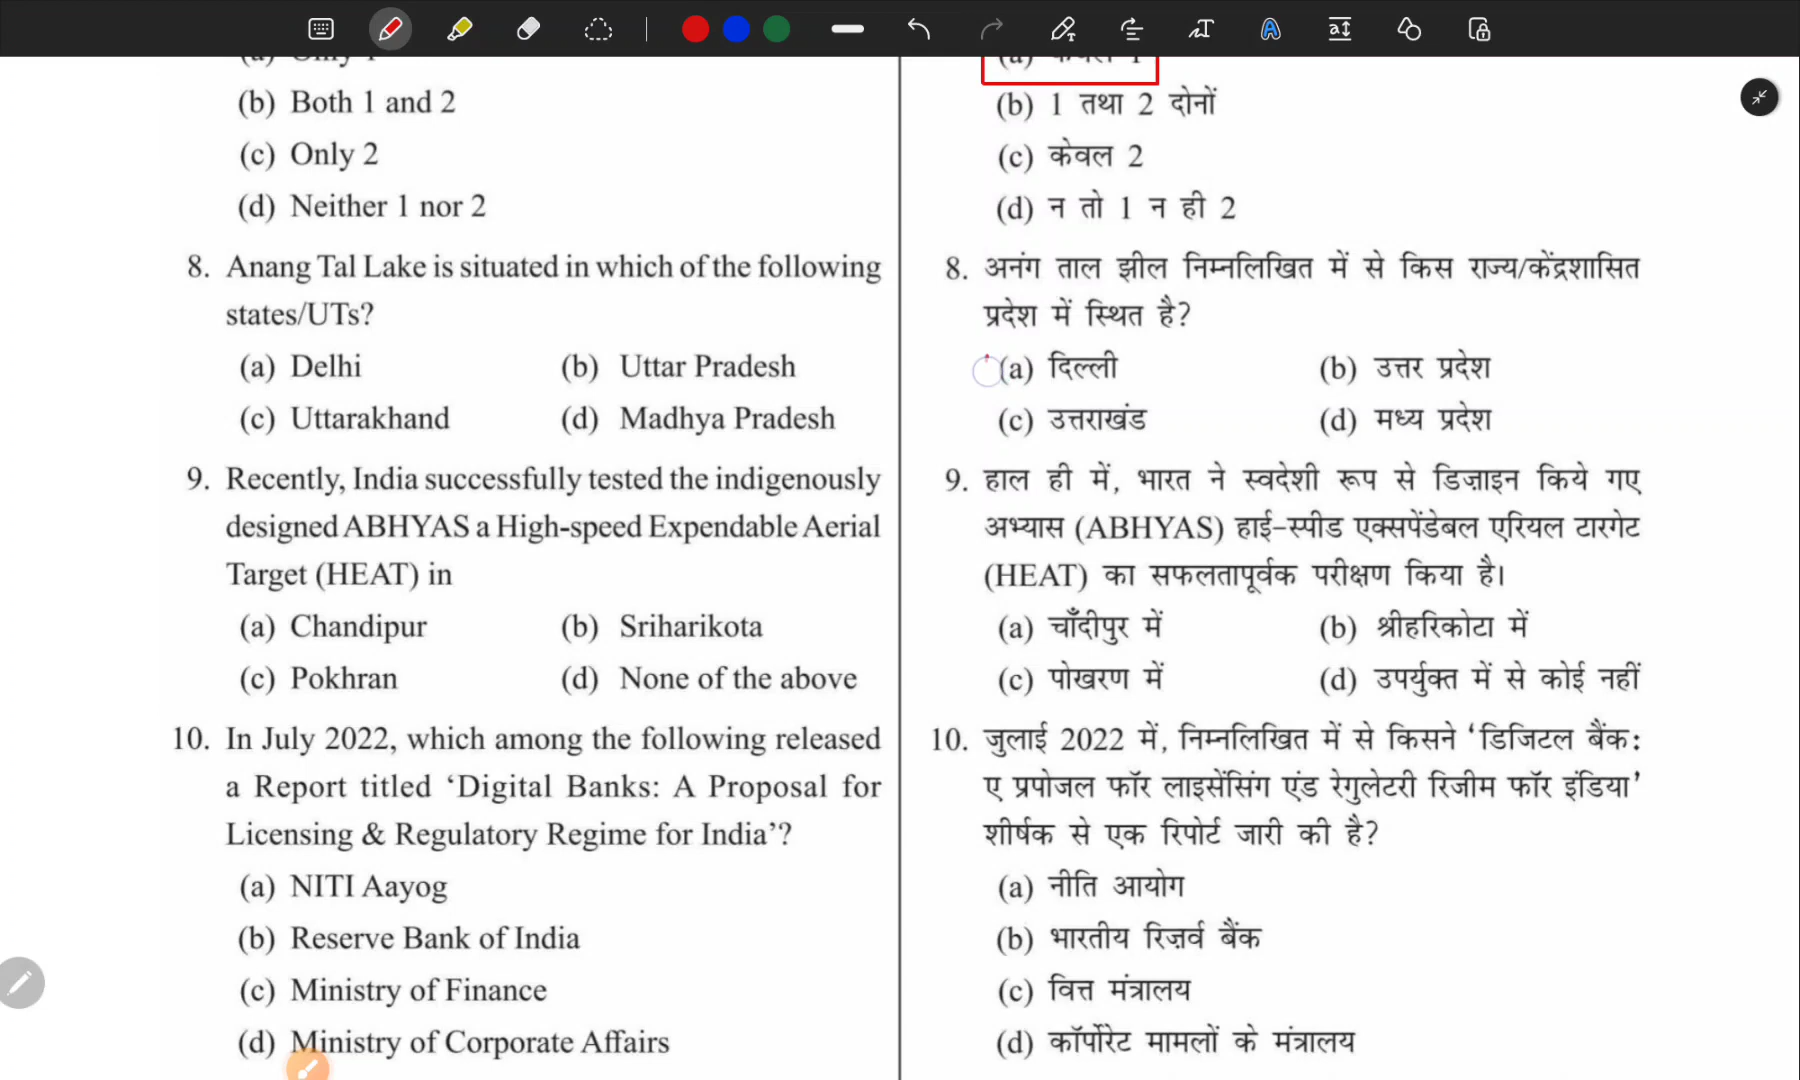 (b) Both 1 and 2
(c) Only 2
(d) Neither 1 nor 2
8. Anang Tal Lake is situated in which of the following
states/UTs?
(a) Delhi (b) Uttar Pradesh
(c) Uttarakhand (d) Madhya Pradesh
9. Recently, India successfully tested the indigenously
designed ABHYAS a High-speed Expendable Aerial
Target (HEAT) in
(a) Chandipur (b) Sriharikota
(c) Pokhran (d) None of the above
10. In July 2022, which among the following released
a Report titled ‘Digital Banks: A Proposal for
Licensing & Regulatory Regime for India’?
(a) NITI Aayog
(b) Reserve Bank of India
(c) Ministry of Finance
(d) Ministry of Corporate Affairs
(b) 1 तथा 2 दोनों
(c) केवल 2
(d) न तो 1 न ही 2
8. अनंग ताल झील निम्नलिखित में से किस राज्य/केंद्रशासित
प्रदेश में स्थित है?
(a) दिल्ली (b) उत्तर प्रदेश
(c) उत्तराखंड (d) मध्य प्रदेश
9. हाल ही में, भारत ने स्वदेशी रूप से डिज़ाइन किये गए
अभ्यास (ABHYAS) हाई-स्पीड एक्सपेंडेबल एरियल टारगेट
(HEAT) का सफलतापूर्वक परीक्षण किया है।
(a) चाँदीपुर में (b) श्रीहरिकोटा में
(c) पोखरण में (d) उपर्युक्त में से कोई नहीं
10. जुलाई 2022 में, निम्नलिखित में से किसने ‘डिजिटल बैंक:
ए प्रपोजल फॉर लाइसेंसिंग एंड रेगुलेटरी रिजीम फॉर इंडिया’
शीर्षक से एक रिपोर्ट जारी की है?
(a) नीति आयोग
(b) भारतीय रिज़र्व बैंक
(c) वित्त मंत्रालय
(d) कॉर्पोरेट मामलों के मंत्रालय